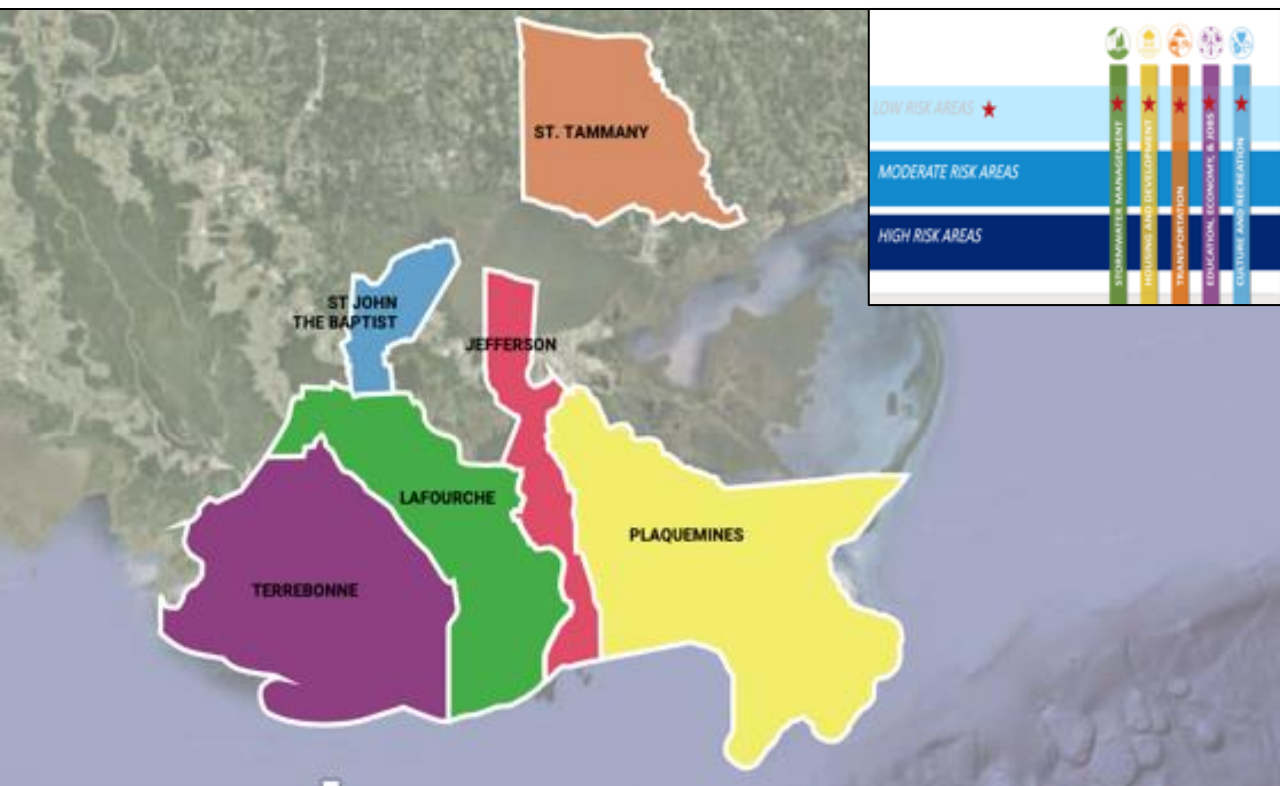 ST. TAMMANY
ST JOHN
THE BAPTIST
JEFFERSON
LAFOURCHE
PLAQUEMINES
TERREBONNE
LOW RISK AREAS
MODERATE RISK AREAS
HIGH RISK AREAS
STORMWATER MANAGEMENT
HOUSING AND DEVELOPMENT
TRANSPORTATION
EDUCATION, ECONOMY, & JOBS
CULTURE AND RECREATION